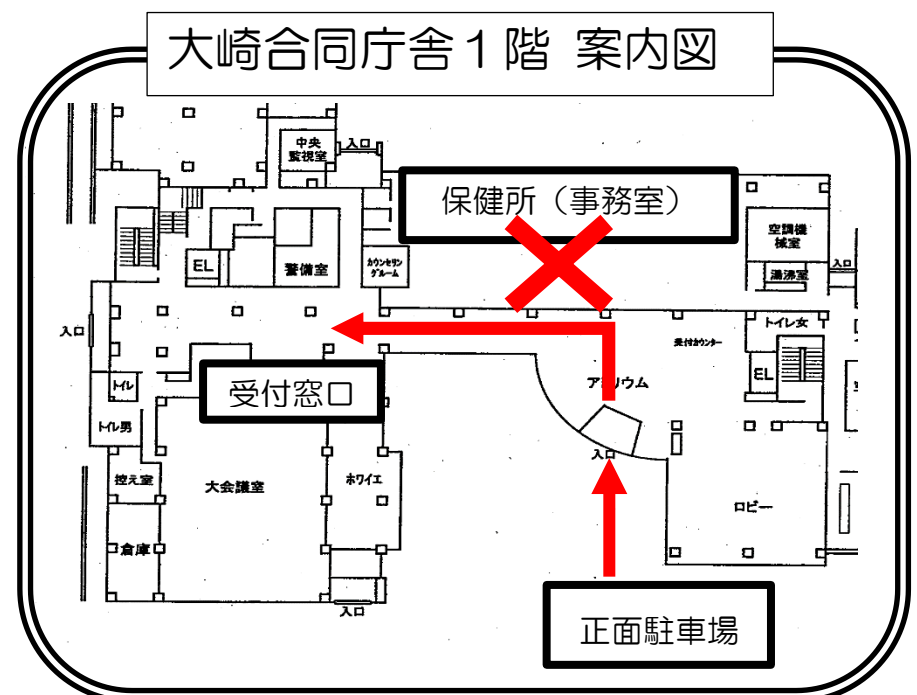 大崎合同庁舎1階 案内図
中央
監視室
入口
保健所（事務室）
空調機
械室
EL
警備室
カウンセリン
グルーム
湯沸室
入口
入口
受付カウンター
トイレ女
トイレ
受付窓口
アトリウム
EL
トイレ男
入口
控え室
大会議室
ホワイエ
ロビー
倉庫
入口
正面駐車場